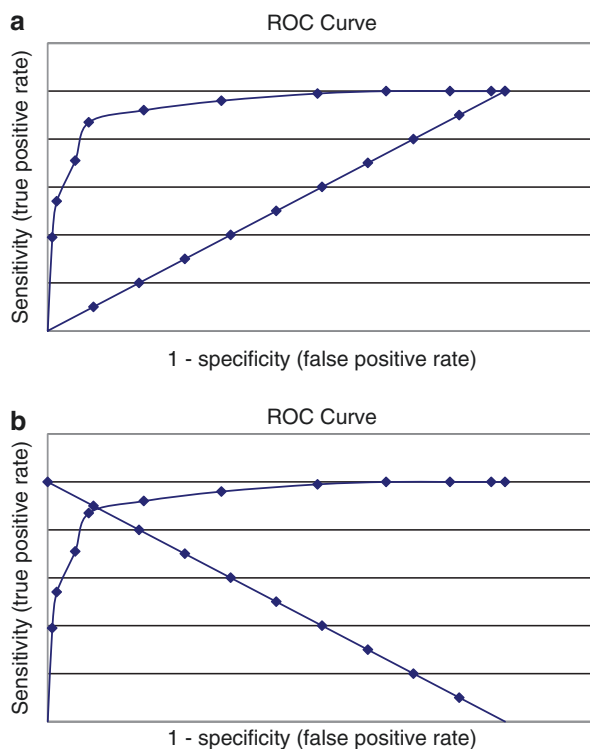 a
ROC Curve
Sensitivity (true positive rate)
1 - specificity (false positive rate)
b
ROC Curve
Sensitivity (true positive rate)
1 - specificity (false positive rate)